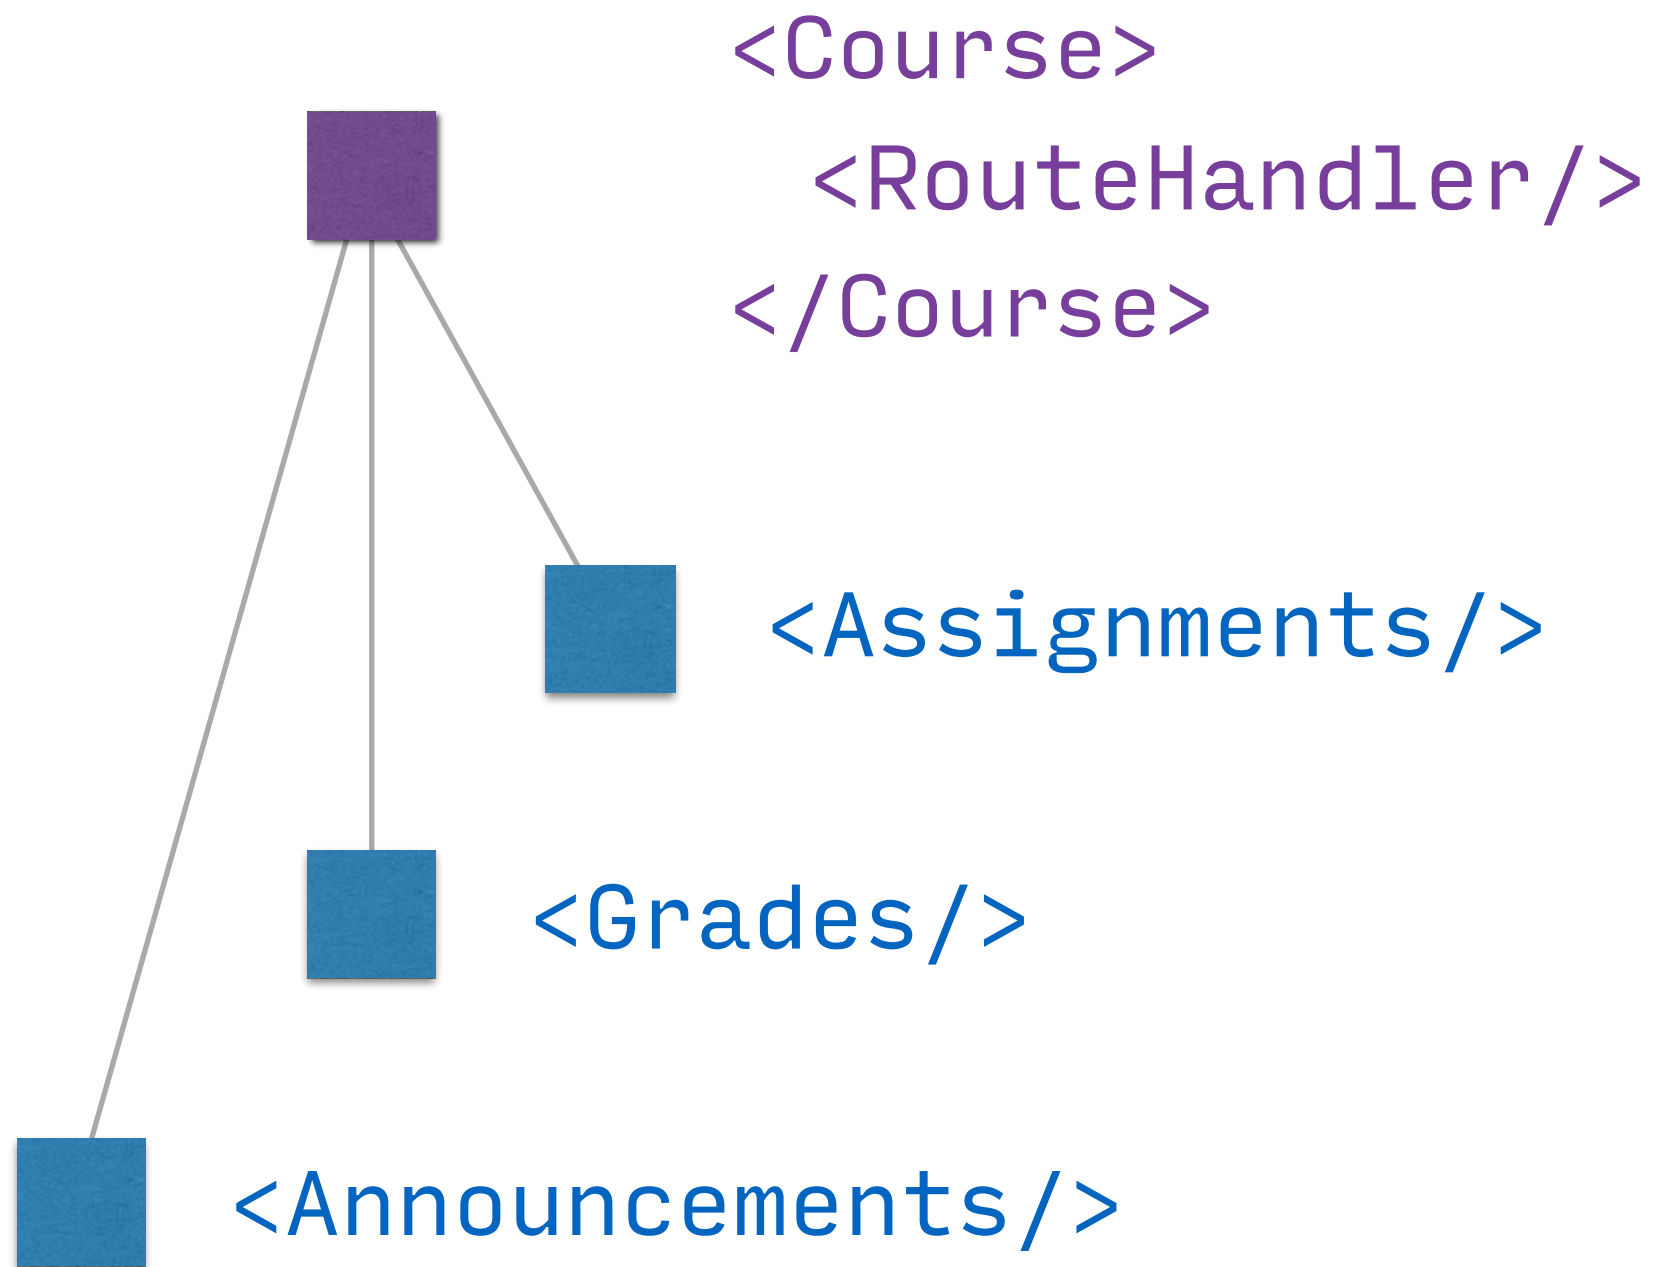 <Course>
<RouteHandler/>
</Course>
<Assignments/>
<Grades/>
<Announcements/>